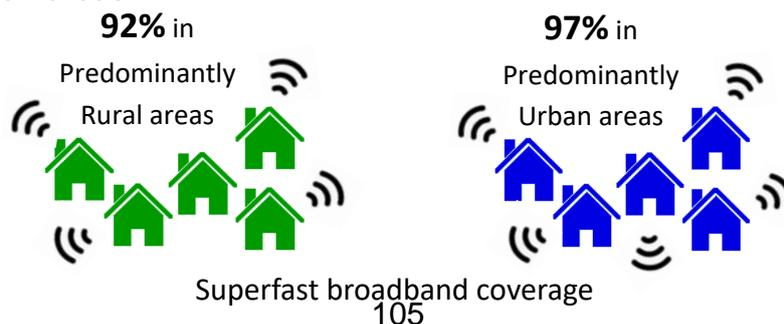 92% in
Predominantly
Rural areas
97% in
Predominantly
Urban areas
Superfast broadband coverage
105